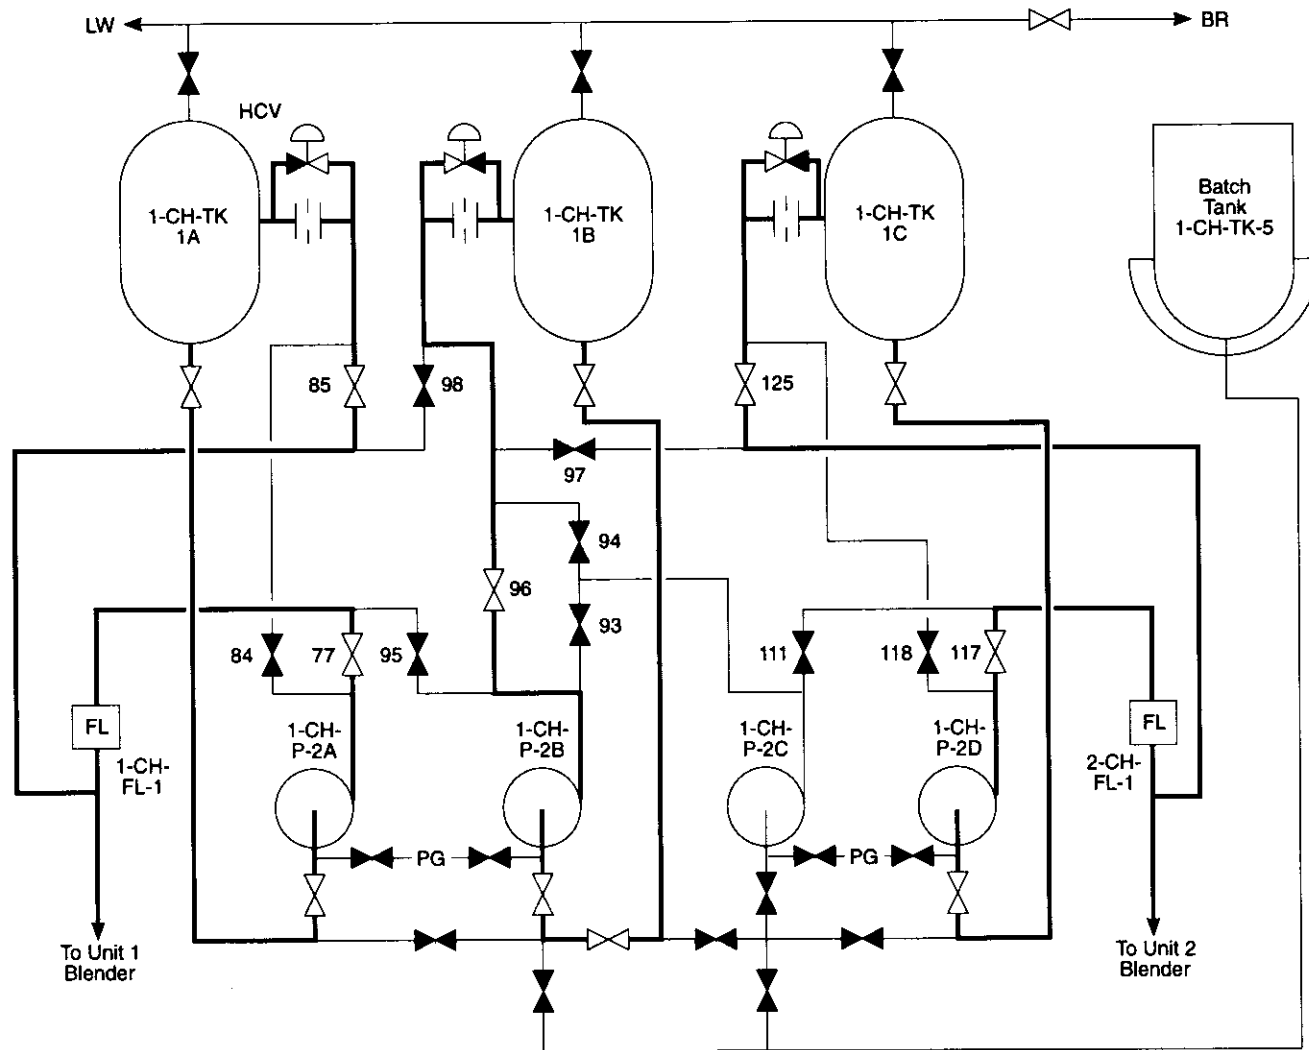 LW
BR
HCV
1-CH-TK
1A
1-CH-TK
1B
1-CH-TK
1C
Batch
Tank
1-CH-TK-5
85
98
125
97
94
96
93
84
77
95
111
118
117
FL
1-CH-
FL-1
1-CH-
P-2A
1-CH-
P-2B
1-CH-
P-2C
1-CH-
P-2D
FL
2-CH-
FL-1
PG
PG
To Unit 1
Blender
To Unit 2
Blender